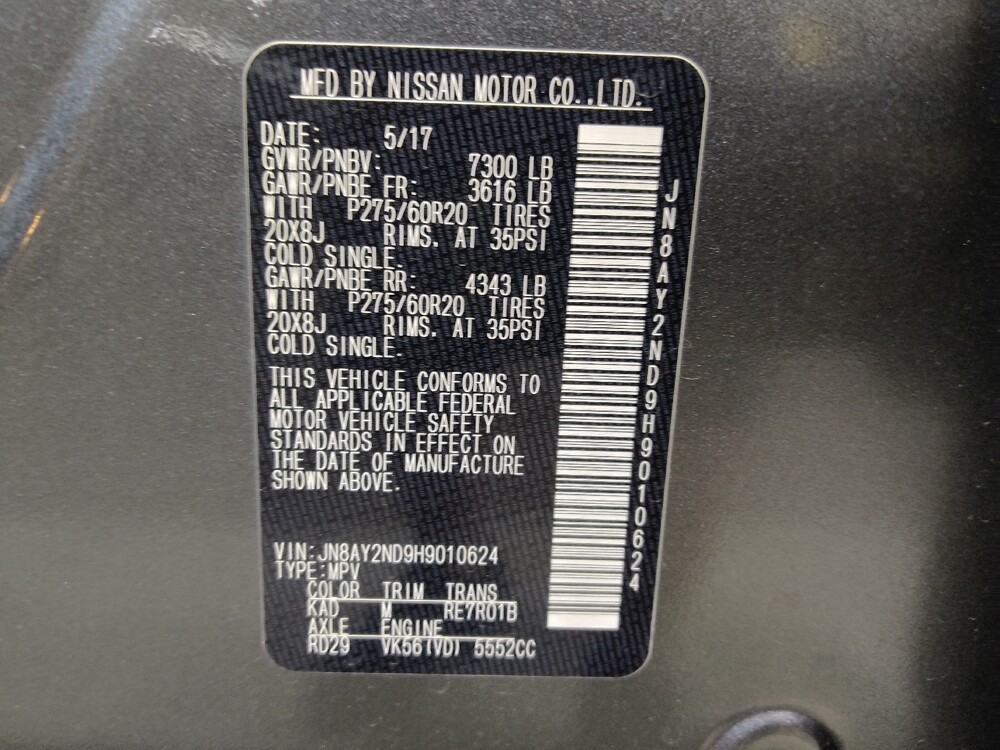 MFD BY NISSAN MOTOR CO.,LTD.
DATE: 5/17
GVWR/PNBV: 7300 LB
GAWR/PNBE FR: 3616 LB
WITH P275/60R20 TIRES
20X8J RIMS. AT 35PSI
COLD SINGLE.
GAWR/PNBE RR: 4343 LB
WITH P275/60R20 TIRES
20X8J RIMS. AT 35PSI
COLD SINGLE.
THIS VEHICLE CONFORMS TO
ALL APPLICABLE FEDERAL
MOTOR VEHICLE SAFETY
STANDARDS IN EFFECT ON
THE DATE OF MANUFACTURE
SHOWN ABOVE.
VIN:JN8AY2ND9H9010624
TYPE:MPV
COLOR TRIM TRANS
KAD M RE7R01B
AXLE ENGINE
RD29 VK56(VD) 5552CC
JN8AY2ND9H9010624